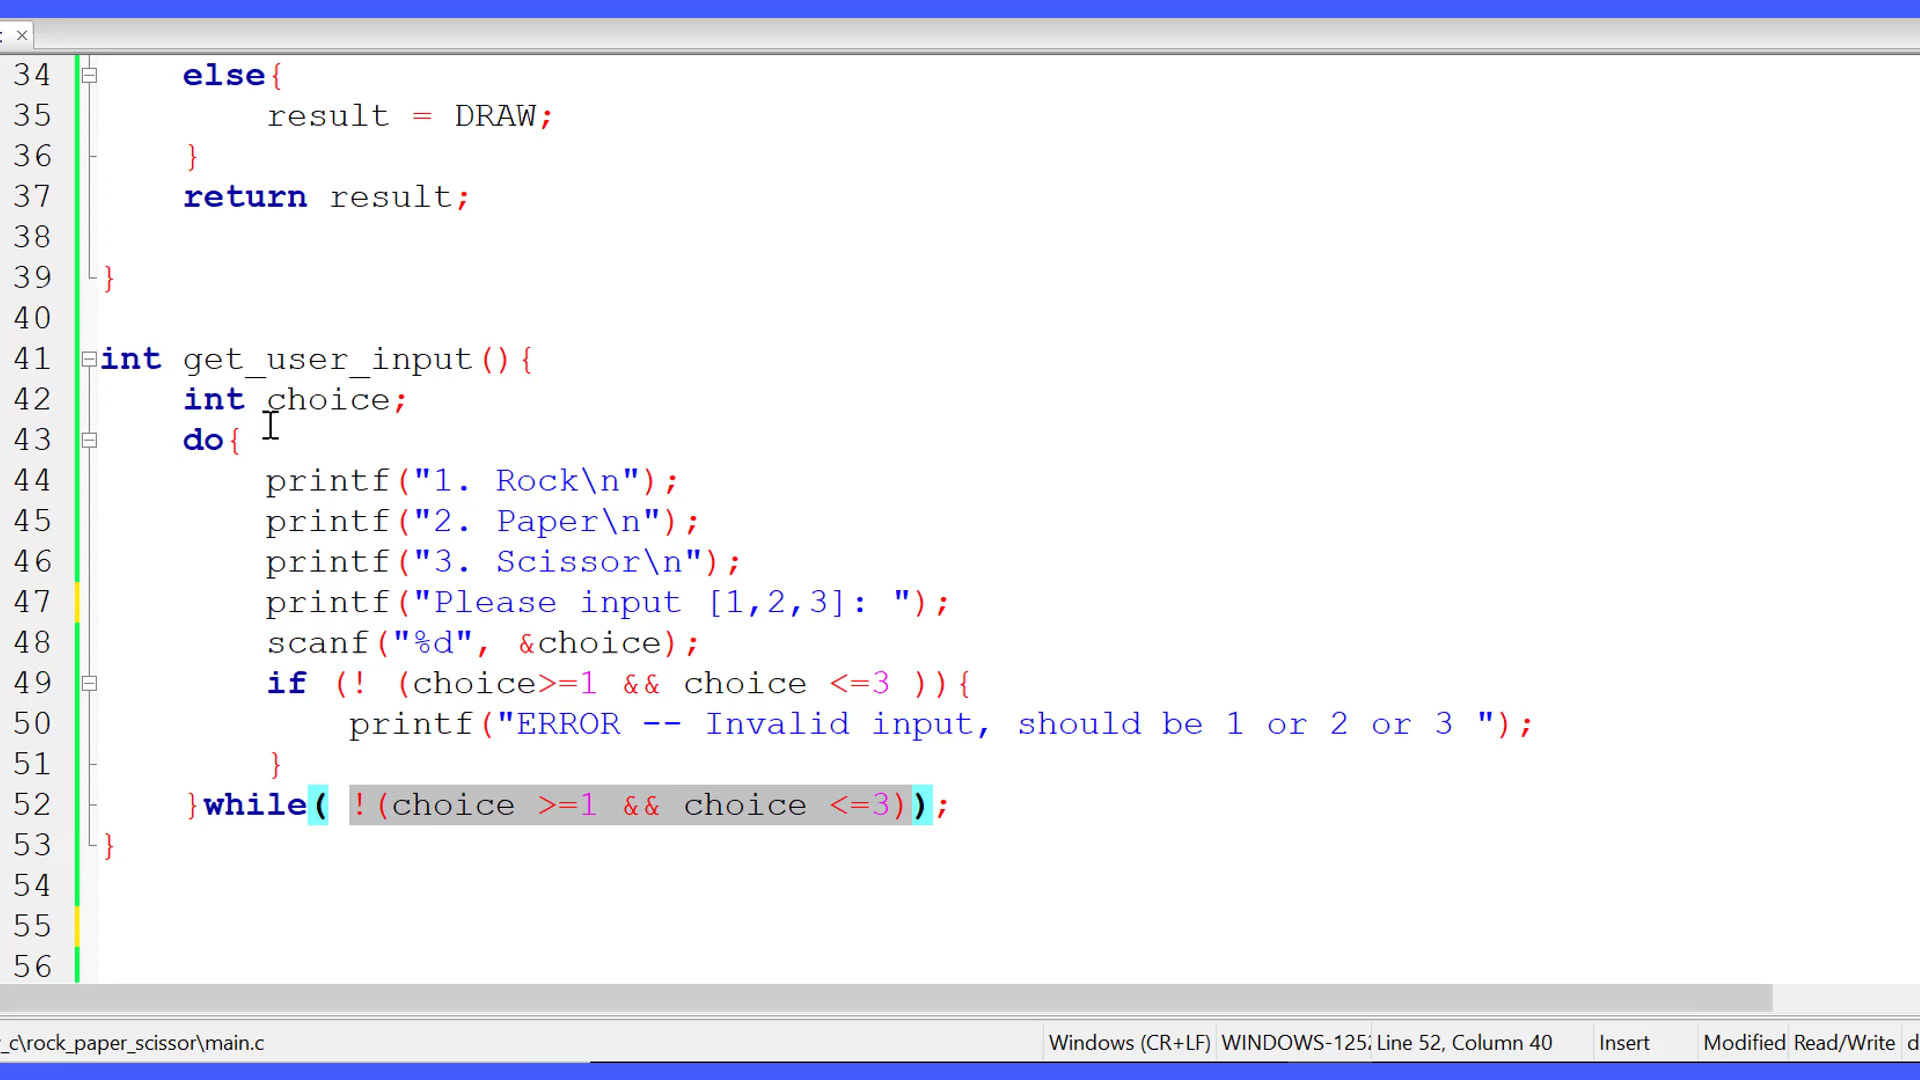 c ×
34 else{
35 result = DRAW;
36 }
37 return result;
38
39 }
40
41 int get_user_input(){
42 int choice;
43 do{
44 printf("1. Rock\n");
45 printf("2. Paper\n");
46 printf("3. Scissor\n");
47 printf("Please input [1,2,3]: ");
48 scanf("%d", &choice);
49 if (! (choice>=1 && choice <=3 )){
50 printf("ERROR -- Invalid input, should be 1 or 2 or 3 ");
51 }
52 }while( !(choice >=1 && choice <=3));
53 }
54
55
56
_c\rock_paper_scissor\main.c Windows (CR+LF) WINDOWS-1252 Line 52, Column 40 Insert Modified Read/Write d